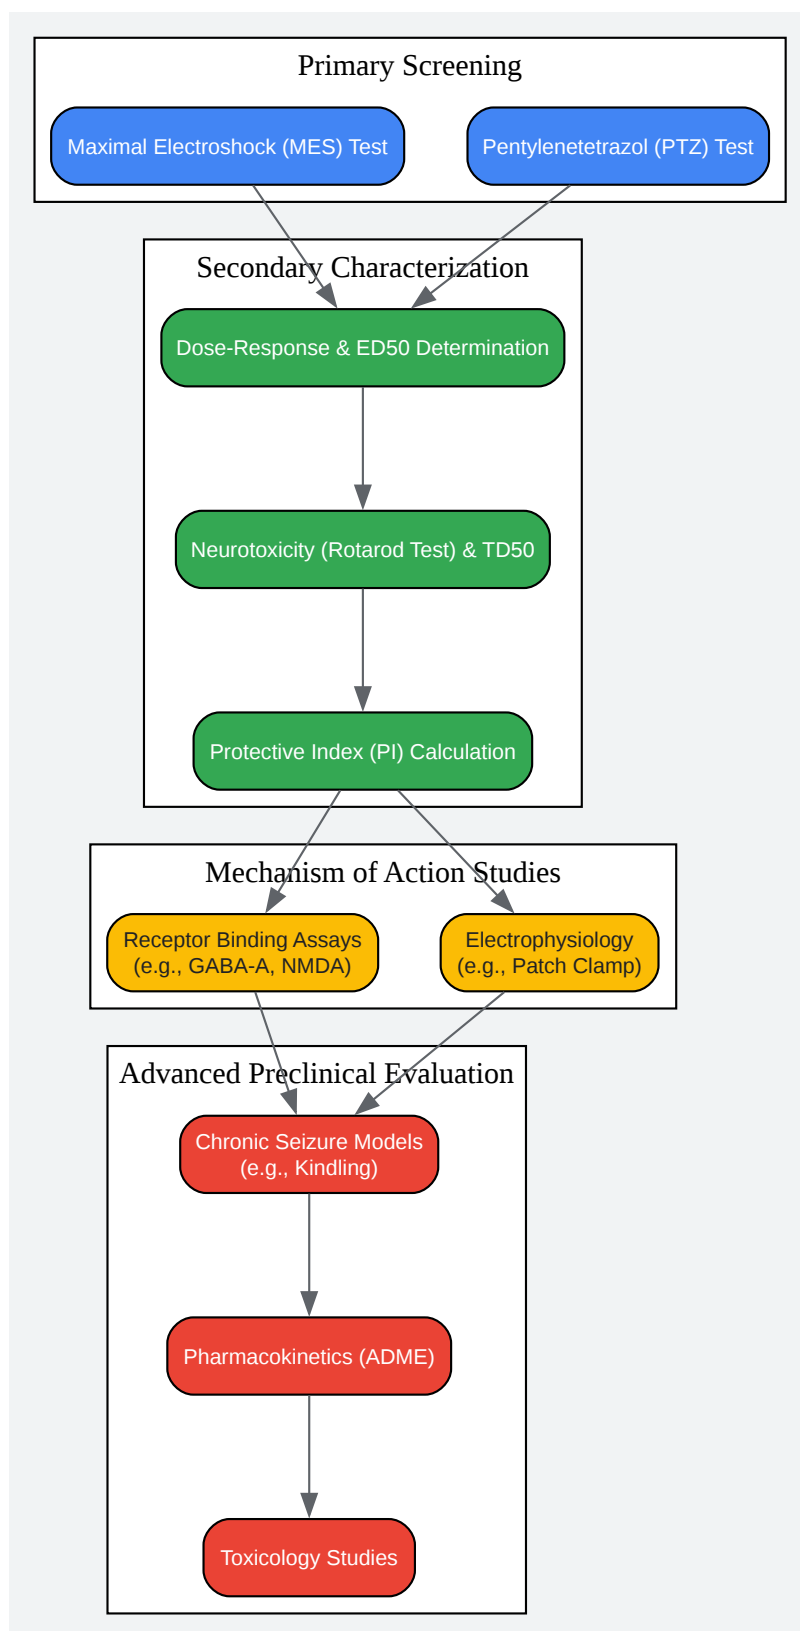 Primary Screening
Maximal Electroshock (MES) Test
Pentylenetetrazol (PTZ) Test
Secondary Characterization
Dose-Response & ED50 Determination
Neurotoxicity (Rotarod Test) & TD50
Protective Index (PI) Calculation
Mechanism of Action Studies
Receptor Binding Assays
(e.g., GABA-A, NMDA)
Electrophysiology
(e.g., Patch Clamp)
Advanced Preclinical Evaluation
Chronic Seizure Models
(e.g., Kindling)
Pharmacokinetics (ADME)
Toxicology Studies